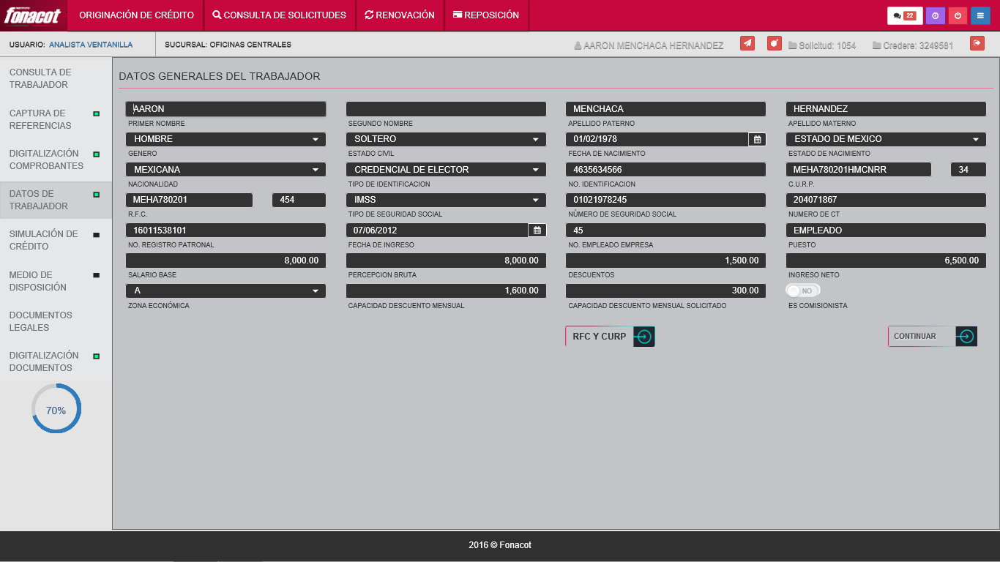 INSTITUTO
fonacot
ORIGINACIÓN DE CRÉDITO
CONSULTA DE SOLICITUDES
RENOVACIÓN
REPOSICIÓN
22
USUARIO: ANALISTA VENTANILLA
SUCURSAL: OFICINAS CENTRALES
AARON MENCHACA HERNANDEZ
Solicitud: 1054
Credere: 3249581
CONSULTA DE
TRABAJADOR
CAPTURA DE
REFERENCIAS
DIGITALIZACIÓN
COMPROBANTES
DATOS DE
TRABAJADOR
SIMULACIÓN DE
CRÉDITO
MEDIO DE
DISPOSICIÓN
DOCUMENTOS
LEGALES
DIGITALIZACIÓN
DOCUMENTOS
70%
DATOS GENERALES DEL TRABAJADOR
AARON
MENCHACA
HERNANDEZ
PRIMER NOMBRE
SEGUNDO NOMBRE
APELLIDO PATERNO
APELLIDO MATERNO
HOMBRE
SOLTERO
01/02/1978
ESTADO DE MEXICO
GENERO
ESTADO CIVIL
FECHA DE NACIMIENTO
ESTADO DE NACIMIENTO
MEXICANA
CREDENCIAL DE ELECTOR
4635634566
MEHA780201HMCNRR
34
NACIONALIDAD
TIPO DE IDENTIFICACION
NO. IDENTIFICACION
C.U.R.P.
MEHA780201
454
IMSS
01021978245
204071867
R.F.C.
TIPO DE SEGURIDAD SOCIAL
NÚMERO DE SEGURIDAD SOCIAL
NUMERO DE CT
16011538101
07/06/2012
45
EMPLEADO
NO. REGISTRO PATRONAL
FECHA DE INGRESO
NO. EMPLEADO EMPRESA
PUESTO
8,000.00
8,000.00
1,500.00
6,500.00
SALARIO BASE
PERCEPCION BRUTA
DESCUENTOS
INGRESO NETO
A
1,600.00
300.00
NO
ZONA ECONÓMICA
CAPACIDAD DESCUENTO MENSUAL
CAPACIDAD DESCUENTO MENSUAL SOLICITADO
ES COMISIONISTA
RFC Y CURP
CONTINUAR
2016 © Fonacot